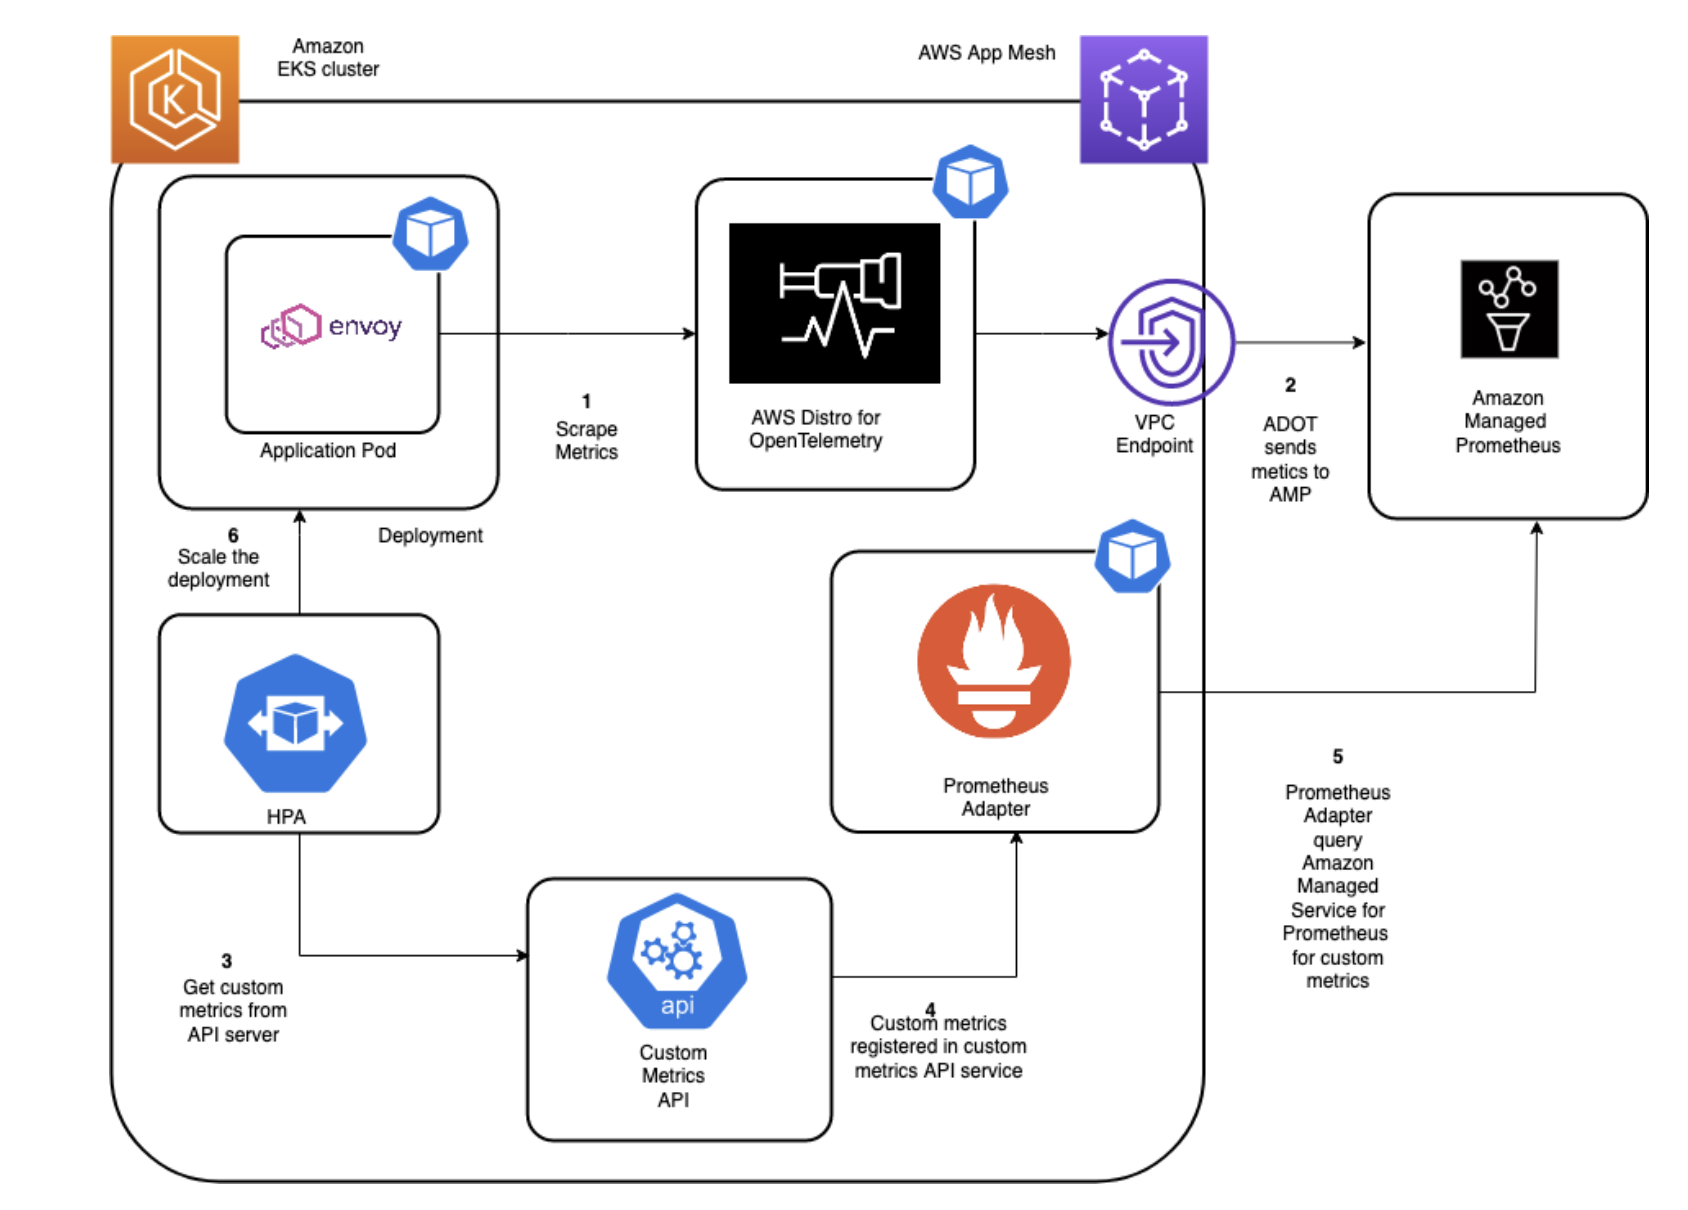 Amazon
EKS cluster
AWS App Mesh
envoy
Application Pod
1
Scrape
Metrics
AWS Distro for
OpenTelemetry
VPC
Endpoint
2
ADOT
sends
metics to
AMP
Amazon
Managed
Prometheus
6
Scale the
deployment
Deployment
HPA
Prometheus
Adapter
5
Prometheus
Adapter
query
Amazon
Managed
Service for
Prometheus
for custom
metrics
3
Get custom
metrics from
API server
api
Custom
Metrics
API
4
Custom metrics
registered in custom
metrics API service
K